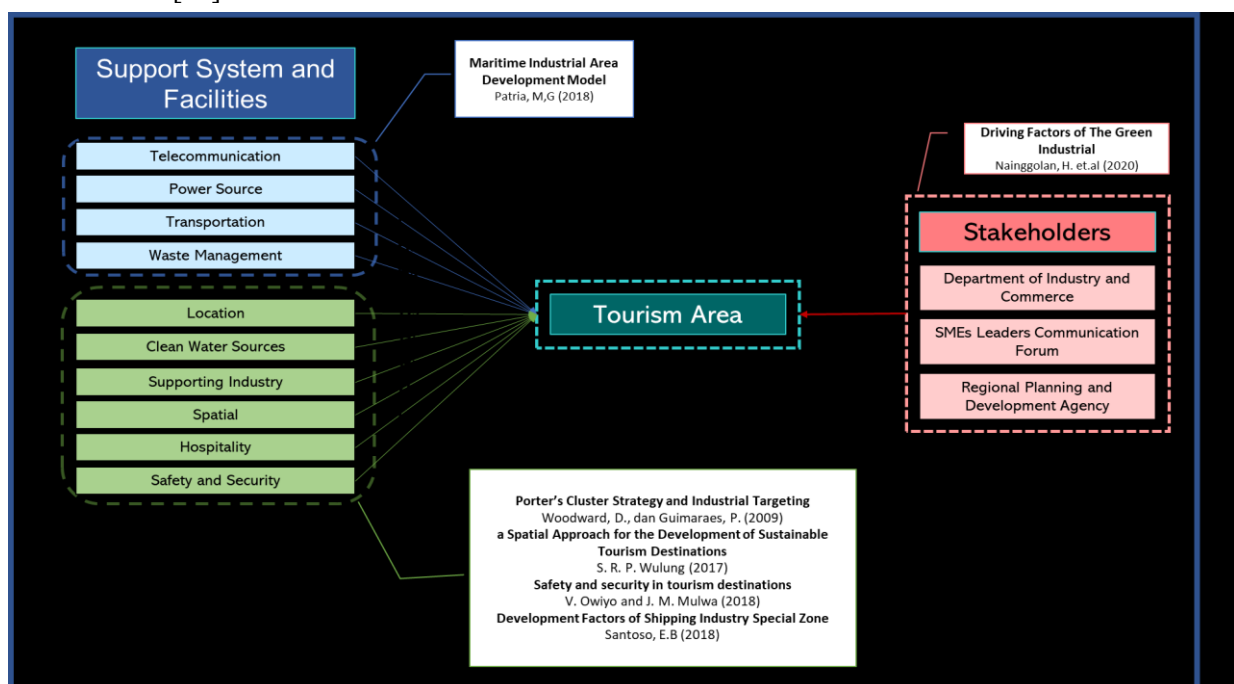 Support System and
Facilities
Maritime Industrial Area
Development Model
Patria, M,G (2018)
Telecommunication
Power Source
Transportation
Waste Management
Location
Clean Water Sources
Supporting Industry
Spatial
Hospitality
Safety and Security
Tourism Area
Driving Factors of The Green
Industrial
Nainggolan, H. et.al (2020)
Stakeholders
Department of Industry and
Commerce
SMEs Leaders Communication
Forum
Regional Planning and
Development Agency
Porter's Cluster Strategy and Industrial Targeting
Woodward, D., dan Guimaraes, P. (2009)
a Spatial Approach for the Development of Sustainable
Tourism Destinations
S. R. P. Wulung (2017)
Safety and security in tourism destinations
V. Owiyo and J. M. Mulwa (2018)
Development Factors of Shipping Industry Special Zone
Santoso, E.B (2018)